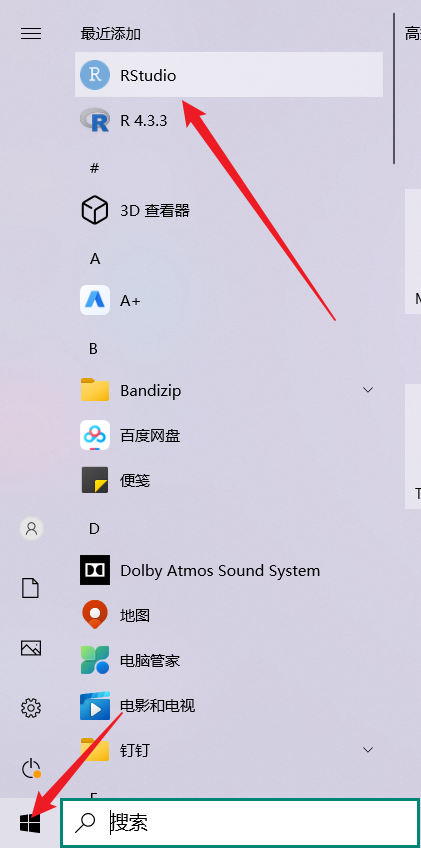 最近添加
高
RStudio
R 4.3.3
#
3D 查看器
A
A+
B
Bandizip
百度网盘
便笺
D
Dolby Atmos Sound System
地图
电脑管家
电影和电视
钉钉
搜索